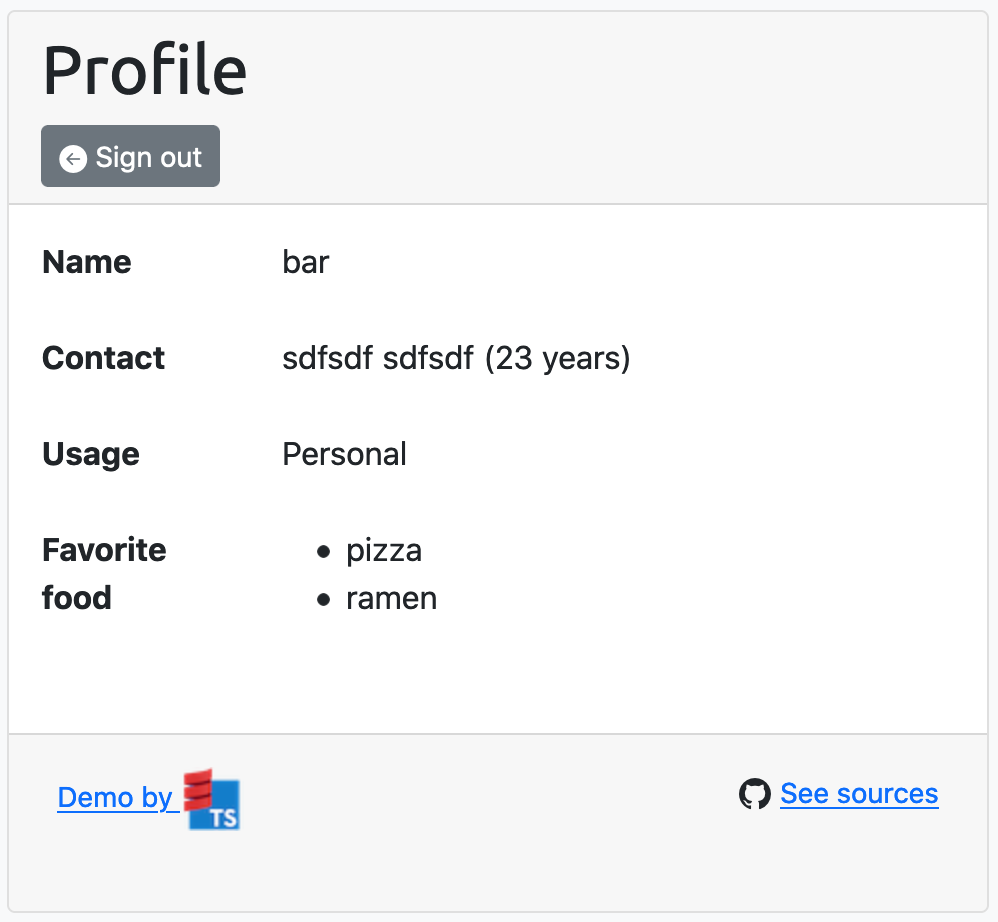 Profile
Sign out
Name bar
Contact sdfsdf sdfsdf (23 years)
Usage Personal
Favorite food
pizza
ramen
Demo by TS
See sources